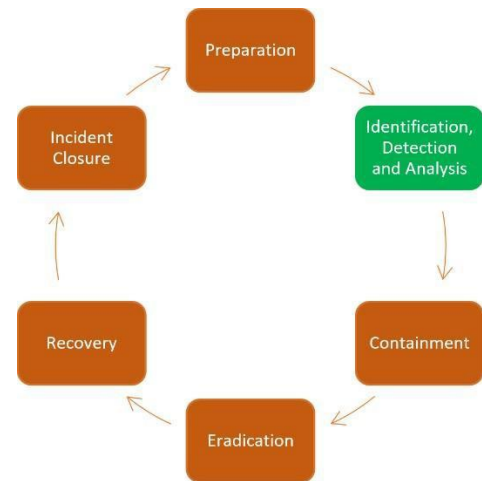 Preparation
Identification,
Detection
and Analysis
Containment
Eradication
Recovery
Incident
Closure